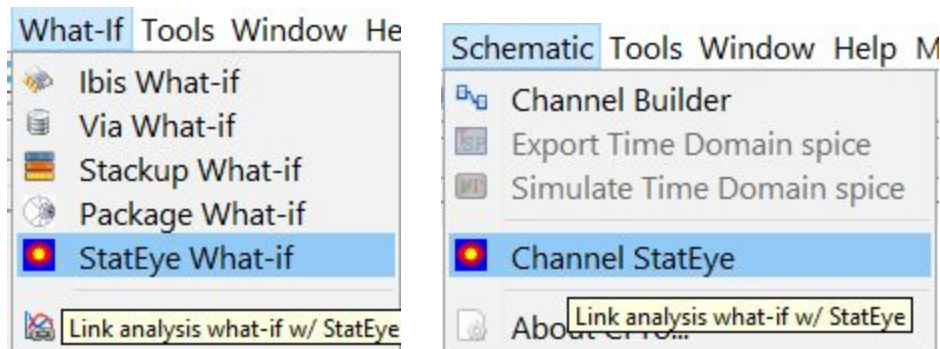 What-If Tools Window He
Ibis What-if
Via What-if
Stackup What-if
Package What-if
StatEye What-if
Link analysis what-if w/ StatEye
Schematic Tools Window Help M
Channel Builder
Export Time Domain spice
Simulate Time Domain spice
Channel StatEye
Link analysis what-if w/ StatEye
About